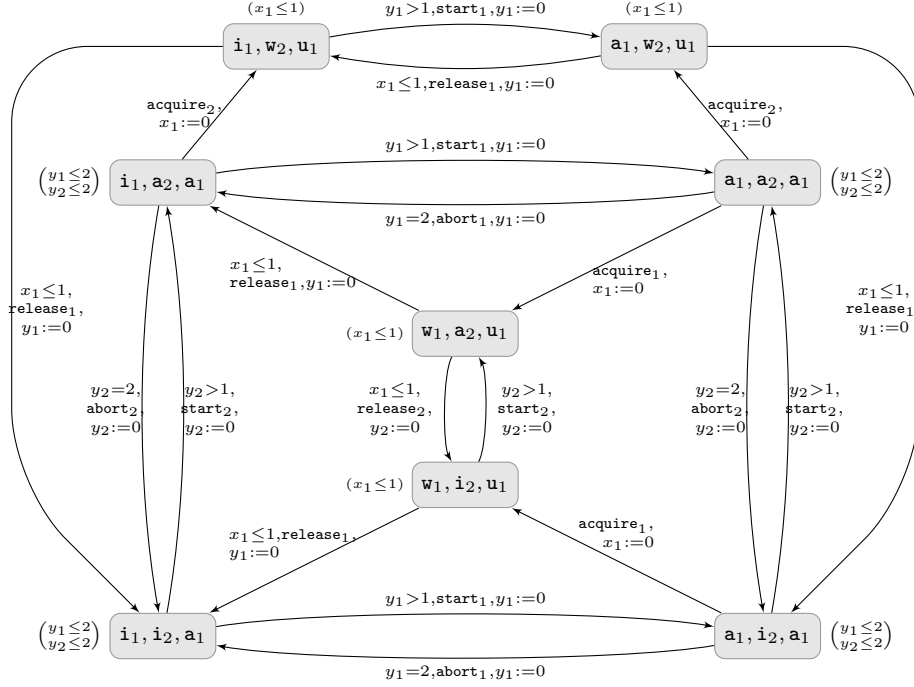 (x₁≤1)
y₁>1,start₁,y₁:=0
(x₁≤1)
i₁, w₂, u₁
a₁, w₂, u₁
x₁≤1,release₁,y₁:=0
acquire₂,
x₁:=0
acquire₂,
x₁:=0
y₁>1,start₁,y₁:=0
(y₁≤2
y₂≤2)
i₁, a₂, a₁
a₁, a₂, a₁
(y₁≤2
y₂≤2)
y₁=2,abort₁,y₁:=0
x₁≤1,
release₁,y₁:=0
acquire₁,
x₁:=0
x₁≤1,
release₁,
y₁:=0
x₁≤1,
release₁,
y₁:=0
(x₁≤1)
w₁, a₂, u₁
y₂=2,
abort₂,
y₂:=0
y₂>1,
start₂,
y₂:=0
x₁≤1,
release₂,
y₂:=0
y₂>1,
start₂,
y₂:=0
y₂=2,
abort₂,
y₂:=0
y₂>1,
start₂,
y₂:=0
(x₁≤1)
w₁, i₂, u₁
x₁≤1,release₁,
y₁:=0
acquire₁,
x₁:=0
y₁>1,start₁,y₁:=0
(y₁≤2
y₂≤2)
i₁, i₂, a₁
a₁, i₂, a₁
(y₁≤2
y₂≤2)
y₁=2,abort₁,y₁:=0